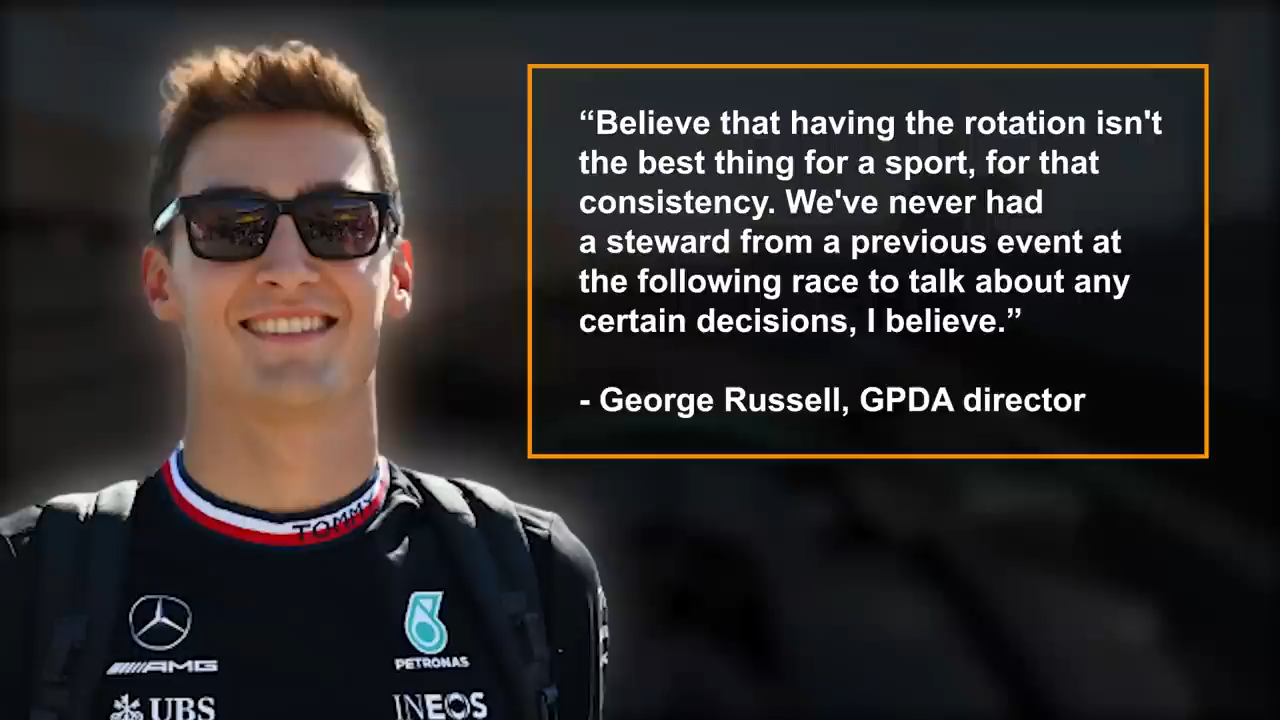 “Believe that having the rotation isn't
the best thing for a sport, for that
consistency. We've never had
a steward from a previous event at
the following race to talk about any
certain decisions, I believe.”
- George Russell, GPDA director
TOMMY
AMG
PETRONAS
UBS
INEOS